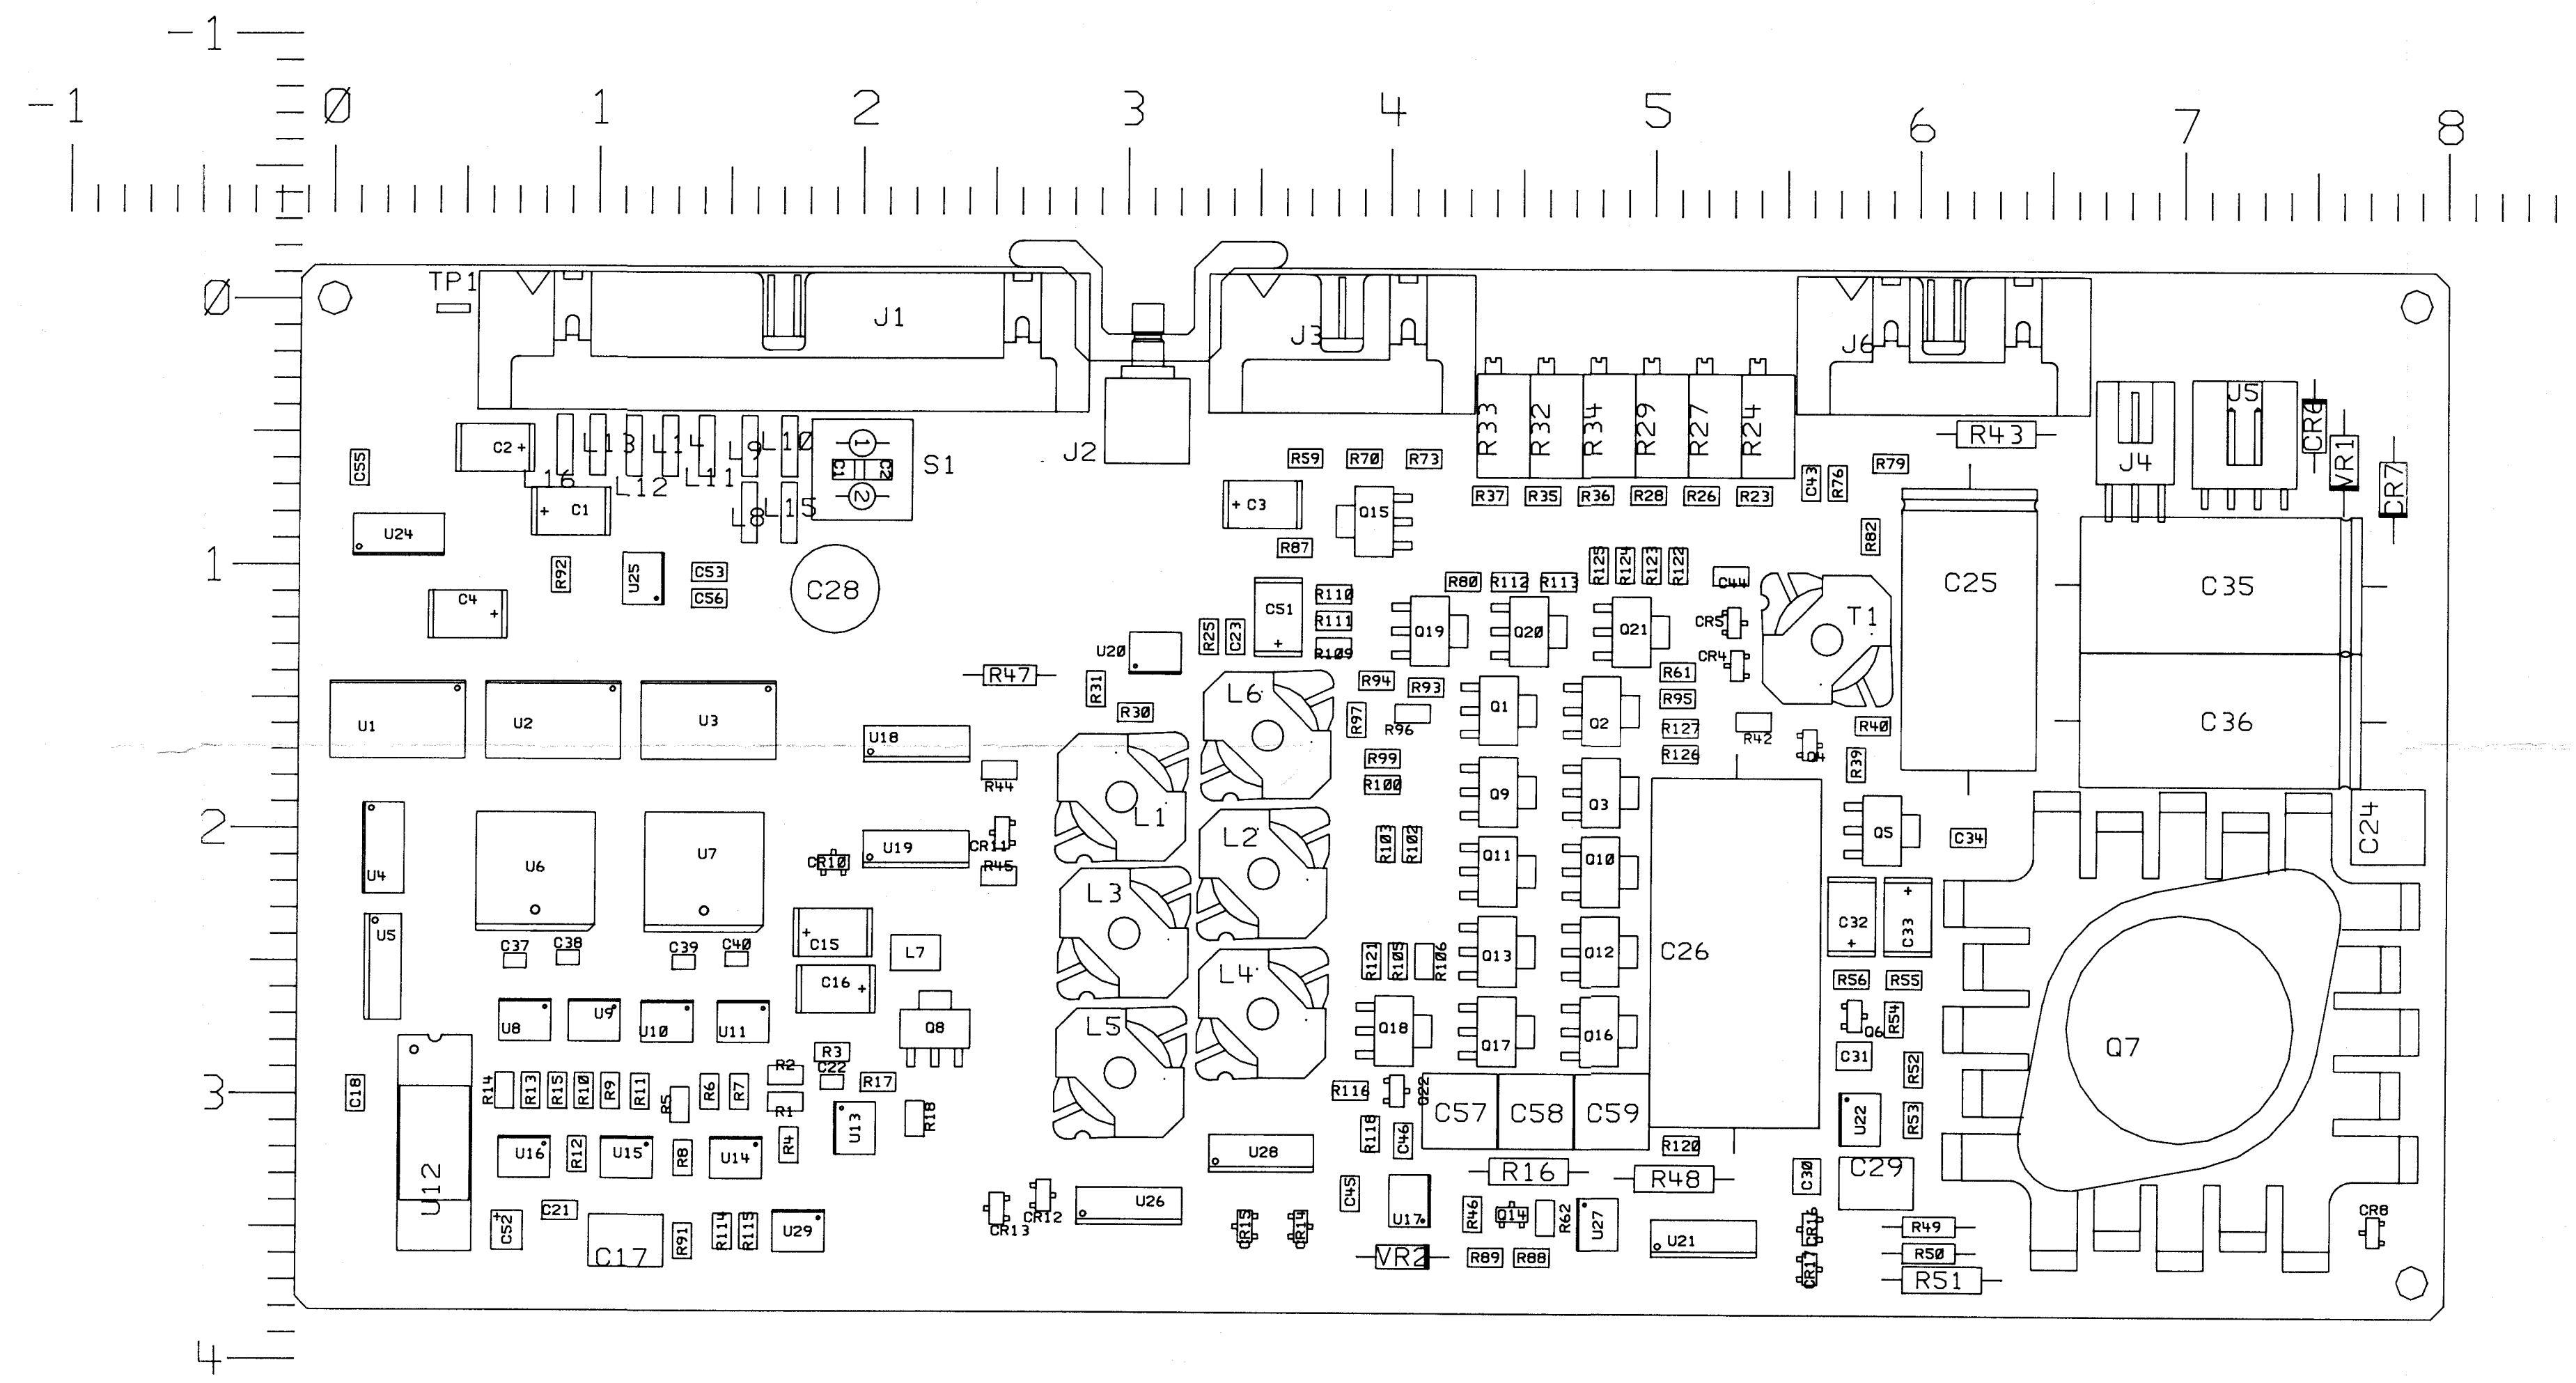 -1
-1 0 1 2 3 4 5 6 7 8
0
TP1
J1
J3
J6
J2
R33 R32 R34 R29 R27 R24
R43
J4
J5
CR6
VR1
CR7
C55
C2 +
16 L13 L12 L14 L11 L9 L10
L8 L15
1
C1 C2
2
S1
+ C1
R59 R70 R73
R37 R35 R36 R28 R26 R23
C43 R76
R79
+ C3
Q15
U24
R87
R82
1
R92
U25
C53
C56
C28
C4 +
C51 +
R110
R111
R109
R80 R112 R113
R125 R124 R123 R122
C44
T1
C25
C35
R25 C23
Q19 Q20 Q21
CR5
CR4
U20
R47
R31
R30
L6
R94 R93
R97
R96
R61
R95
R127
R126
R42
R40
Q4
R39
C36
U1 U2 U3
U18
Q1 Q2
R44
R99
R100
L1
Q9 Q3
2
U4
U6
U7
CR10
U19
CR11
R45
L2
R103 R102
Q11 Q10
Q5
C34
C24
L3
U5
C37 C38 C39 C40
+ C15
L7
C16 +
L4
R121 R105 R106
Q13 Q12
C26
C32 +
+ C33
R56 R55
U8 U9 U10 U11
Q8
L5
Q18
Q17 Q16
Q6 R54
C31
Q7
R3
R2
C22
R17
3
C18
R14 R13 R15 R10 R9 R11 R5 R6 R7
R1
U13
R18
R116
Q22
C57 C58 C59
R52
U22
R53
U12
U16 R12 U15 R8 U14 R4
U28
R118 C46
R120
R16
R48
C30
C29
+ C52
C21
C17
R91
R114 R115
U29
CR13
CR12
U26
CR15 CR14
C45
U17
R46
Q14
R62
U27
U21
CR16
CR17
R49
R50
R51
CR8
VR2
R89 R88
4